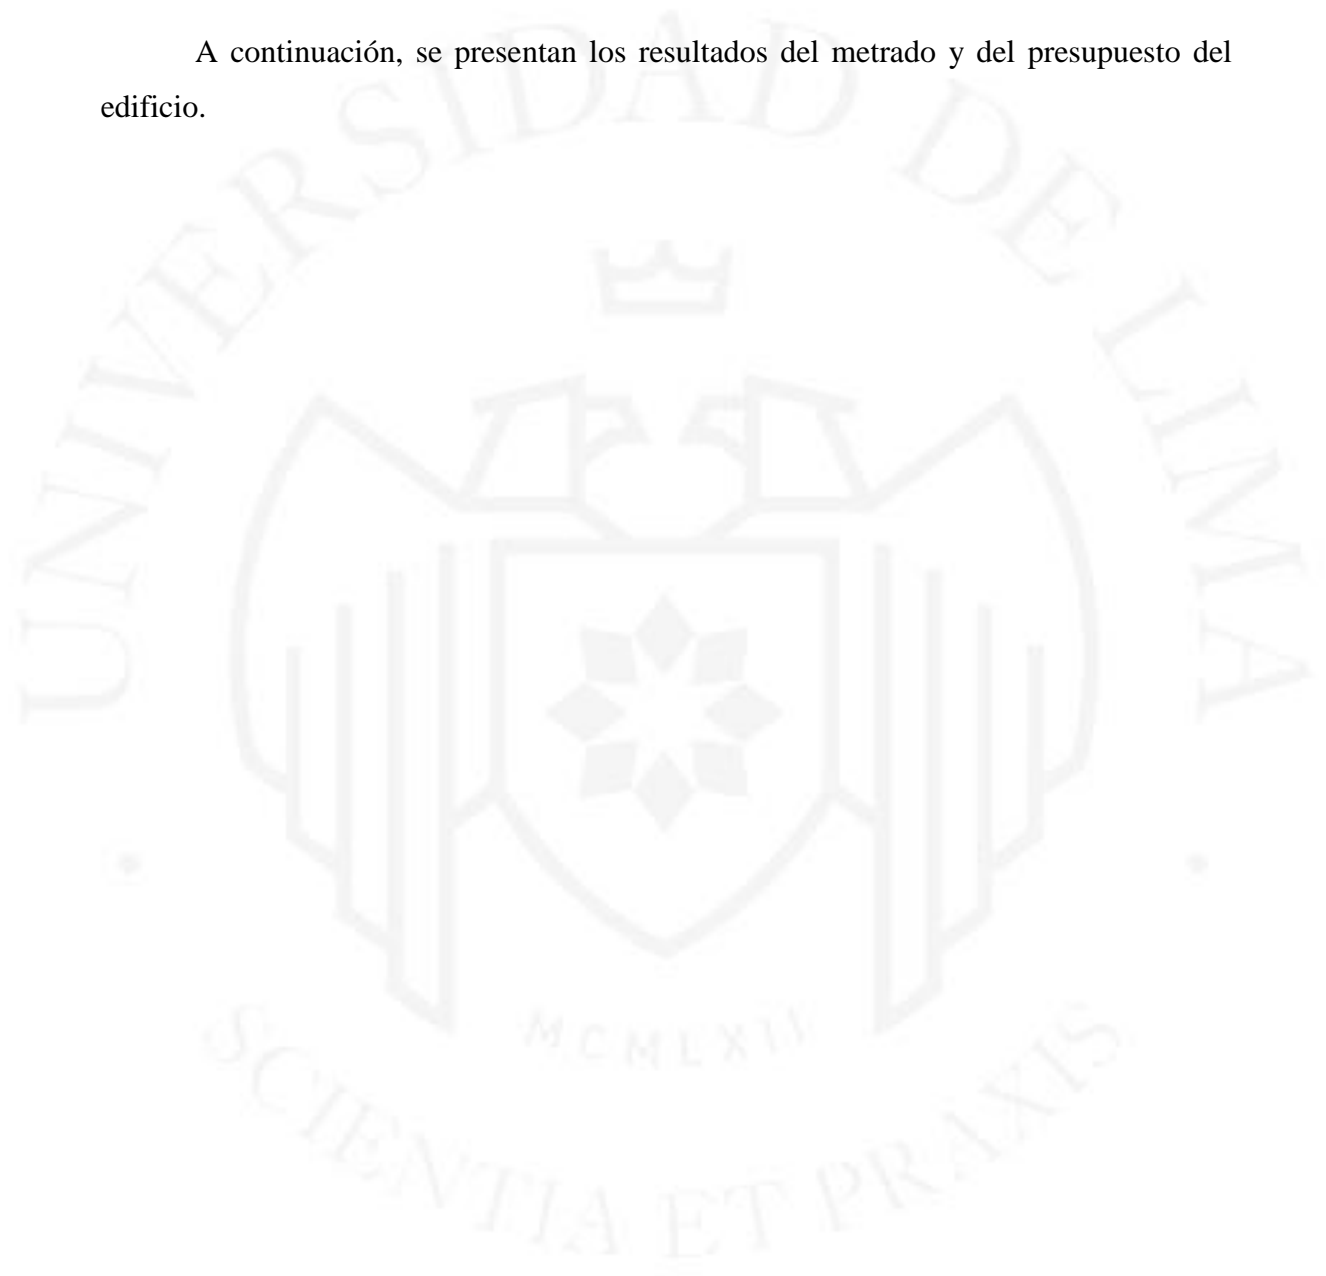 A continuación, se presentan los resultados del metrado y del presupuesto del
edificio.
UNIVERSIDAD DE LIMA
MCMLXII
SCIENTIA ET PRAXIS